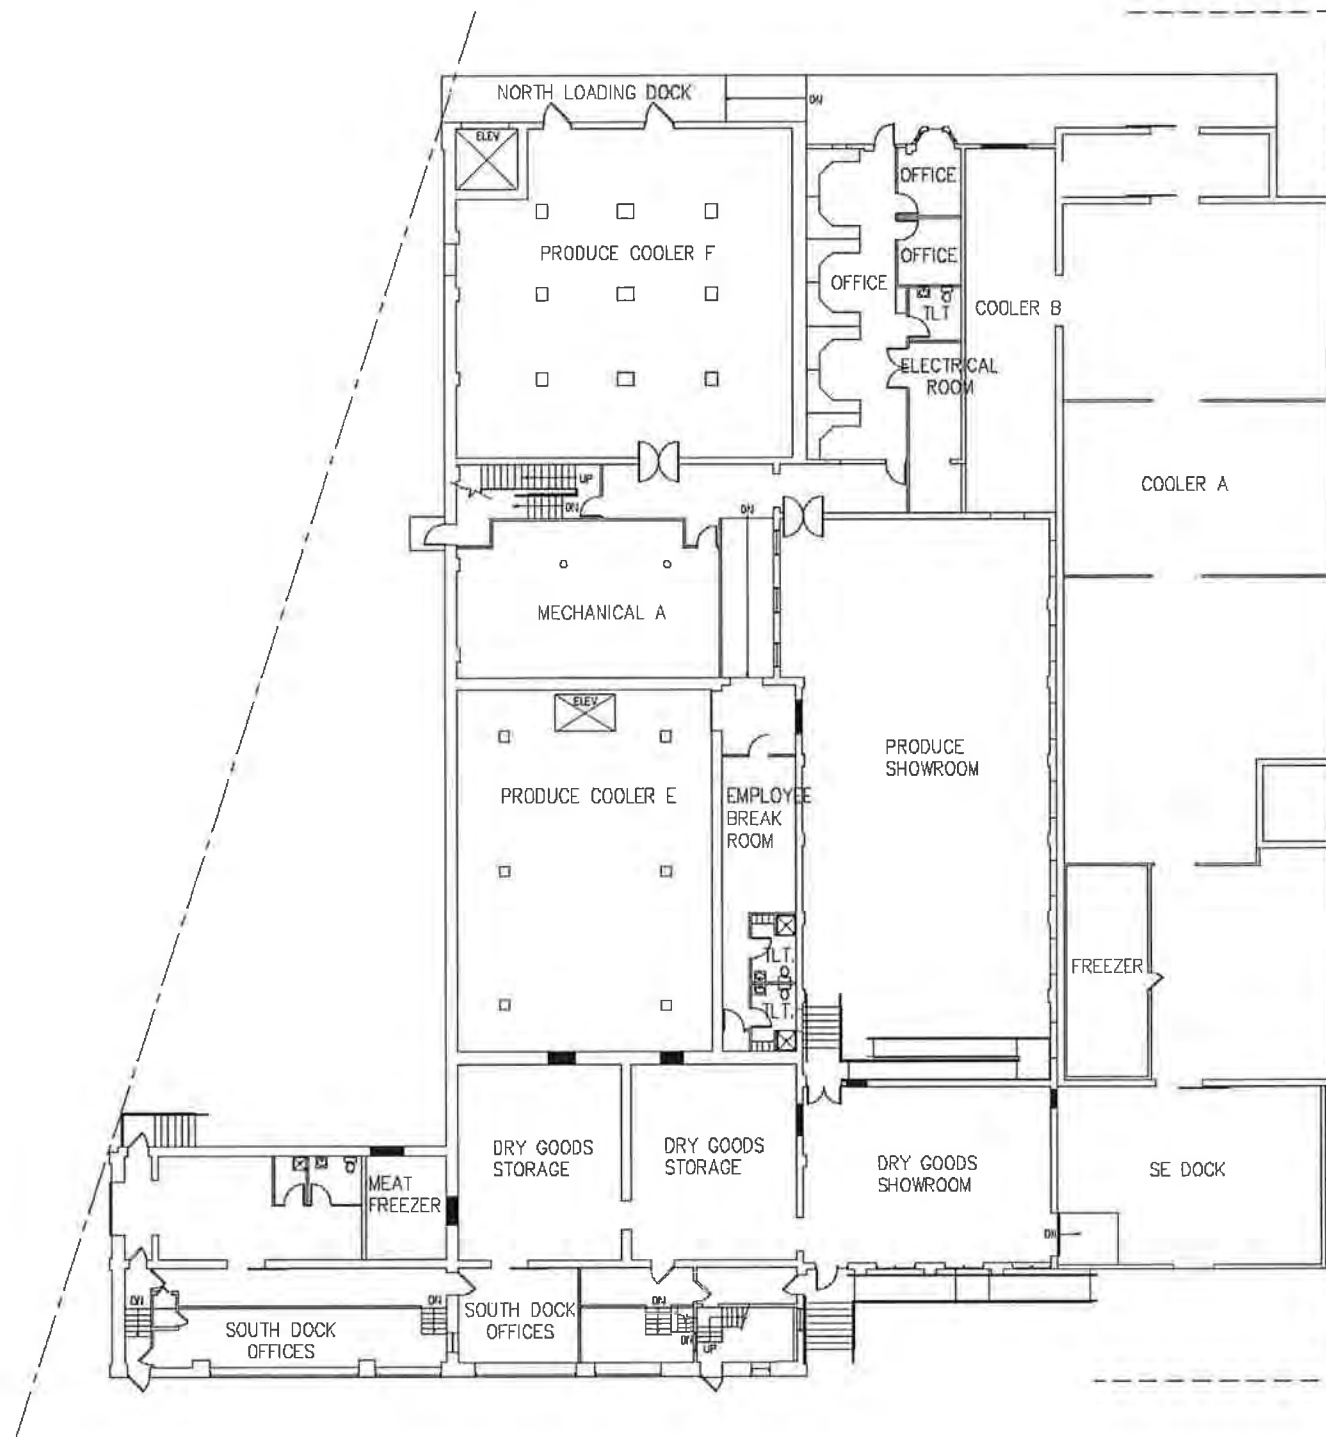 NORTH LOADING DOCK
DN
ELEV
OFFICE
PRODUCE COOLER F
OFFICE
OFFICE
COOLER B
TLT
ELECTRICAL
ROOM
UP
DN
DN
COOLER A
MECHANICAL A
ELEV
PRODUCE
SHOWROOM
PRODUCE COOLER E
EMPLOYEE
BREAK
ROOM
TLT.
TLT.
FREEZER
DRY GOODS
STORAGE
DRY GOODS
STORAGE
DRY GOODS
SHOWROOM
SE DOCK
MEAT
FREEZER
DN
DN
DN
DN
SOUTH DOCK
OFFICES
SOUTH DOCK
OFFICES
DN
UP